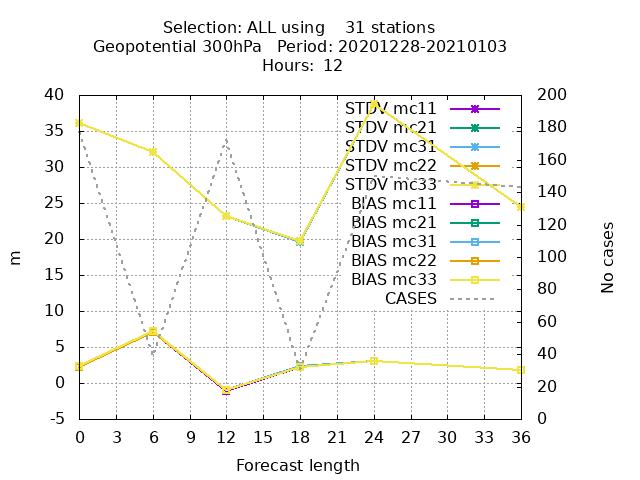 Selection: ALL using    31 stations
Geopotential 300hPa   Period: 20201228-20210103
Hours:  12
40
35
30
25
20
15
10
5
0
-5
m
200
180
160
140
120
100
80
60
40
20
0
No cases
STDV mc11
STDV mc21
STDV mc31
STDV mc22
STDV mc33
BIAS mc11
BIAS mc21
BIAS mc31
BIAS mc22
BIAS mc33
CASES
0 3 6 9 12 15 18 21 24 27 30 33 36
Forecast length